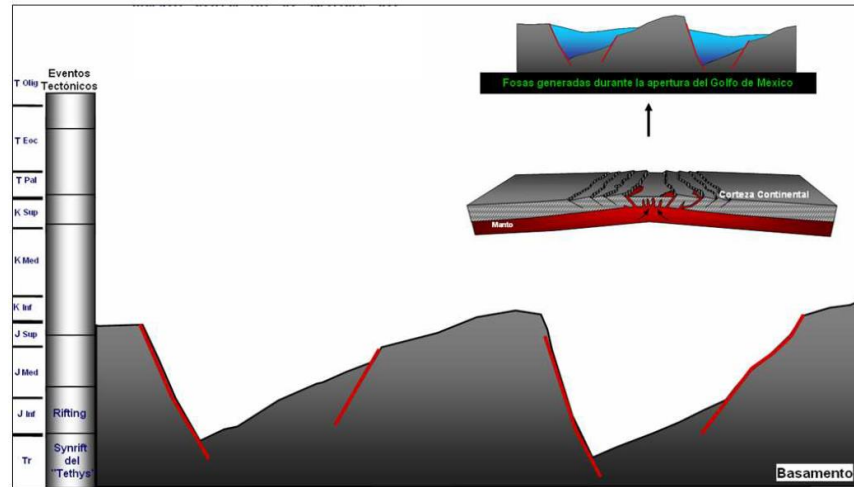 Eventos
Tectónicos
T Olig
T Eoc
T Pal
K Sup
K Med
K Inf
J Sup
J Med
J Inf
Tr
Rifting
Synrift
del
"Tethys"
Fosas generadas durante la apertura del Golfo de Mexico
Corteza Continental
Manto
Basamento